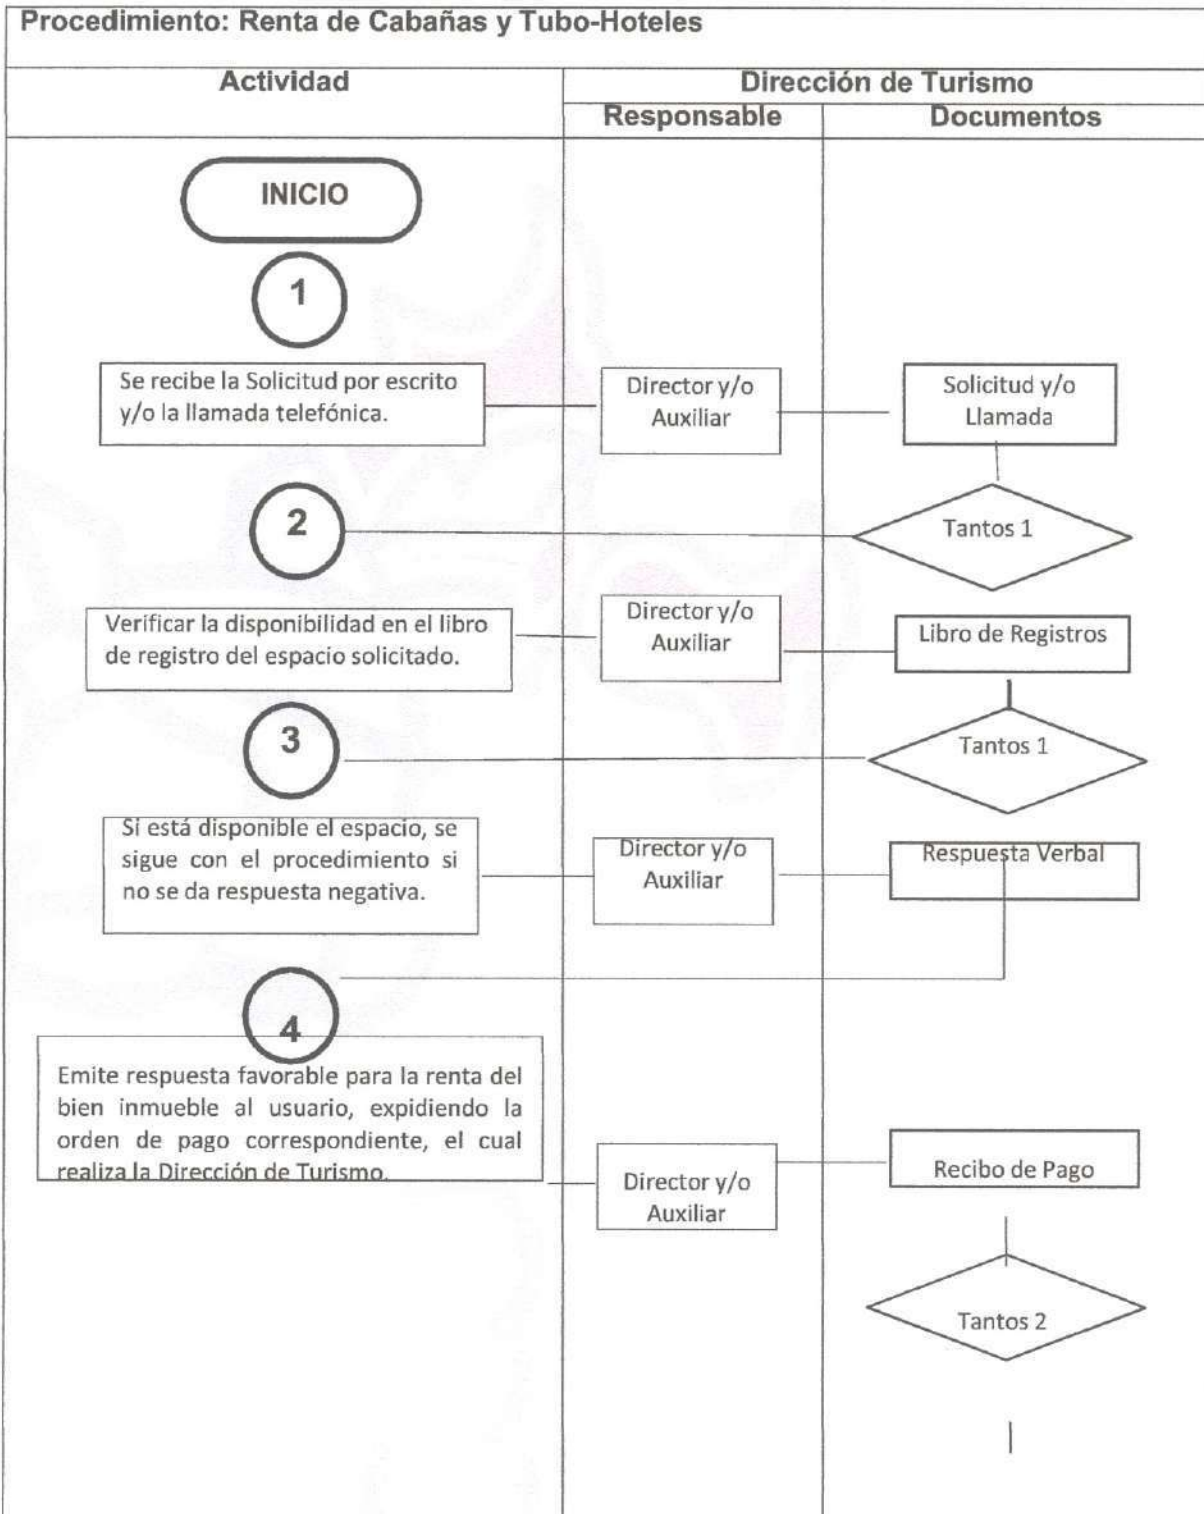 Procedimiento: Renta de Cabañas y Tubo-Hoteles
Actividad
Dirección de Turismo
Responsable
Documentos
INICIO
1
Se recibe la Solicitud por escrito
y/o la llamada telefónica.
Director y/o
Auxiliar
Solicitud y/o
Llamada
Tantos 1
2
Verificar la disponibilidad en el libro
de registro del espacio solicitado.
Director y/o
Auxiliar
Libro de Registros
Tantos 1
3
Si está disponible el espacio, se
sigue con el procedimiento si
no se da respuesta negativa.
Director y/o
Auxiliar
Respuesta Verbal
4
Emite respuesta favorable para la renta del
bien inmueble al usuario, expidiendo la
orden de pago correspondiente, el cual
realiza la Dirección de Turismo.
Director y/o
Auxiliar
Recibo de Pago
Tantos 2